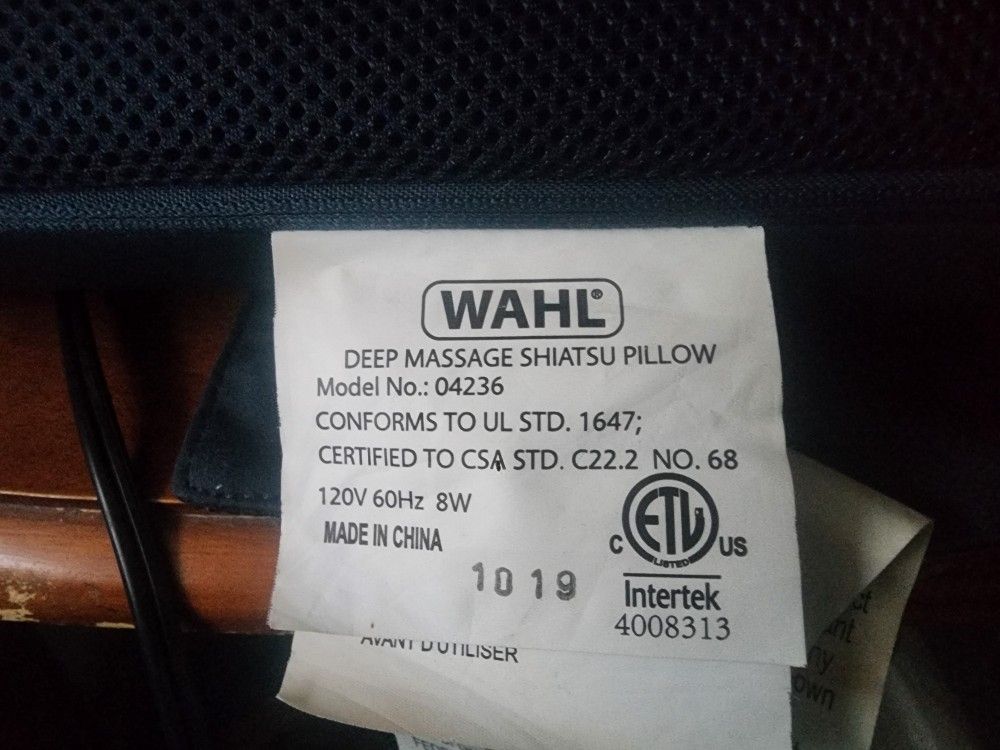 WAHL®
DEEP MASSAGE SHIATSU PILLOW
Model No.: 04236
CONFORMS TO UL STD. 1647;
CERTIFIED TO CSA STD. C22.2 NO. 68
120V 60Hz 8W
MADE IN CHINA
1019
C ETL US
LISTED
Intertek
4008313
AVANT D'UTILISER
own